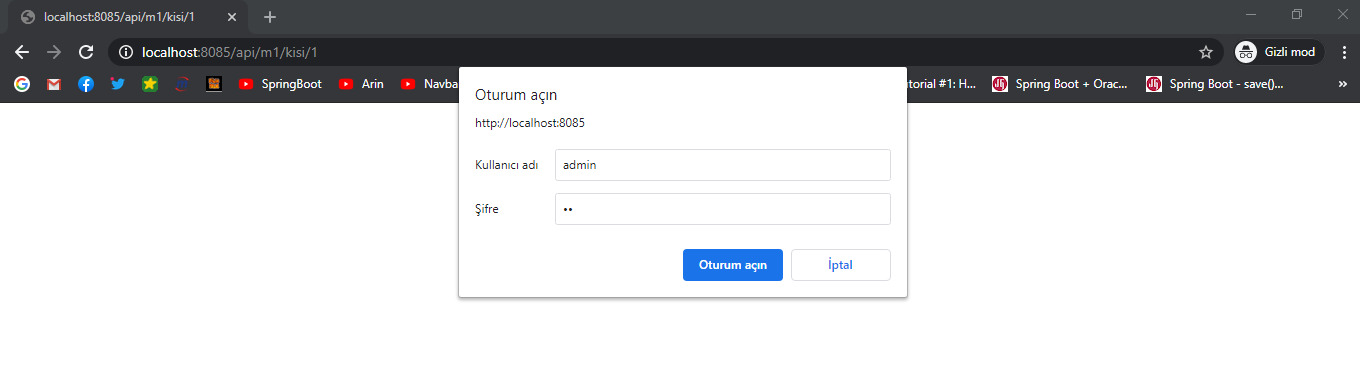 localhost:8085/api/m1/kisi/1
localhost:8085/api/m1/kisi/1
Gizli mod
SpringBoot
Arin
Navba
torial #1: H...
Spring Boot + Orac...
Spring Boot - save()...
Oturum açın
http://localhost:8085
Kullanıcı adı
admin
Şifre
••
Oturum açın
İptal